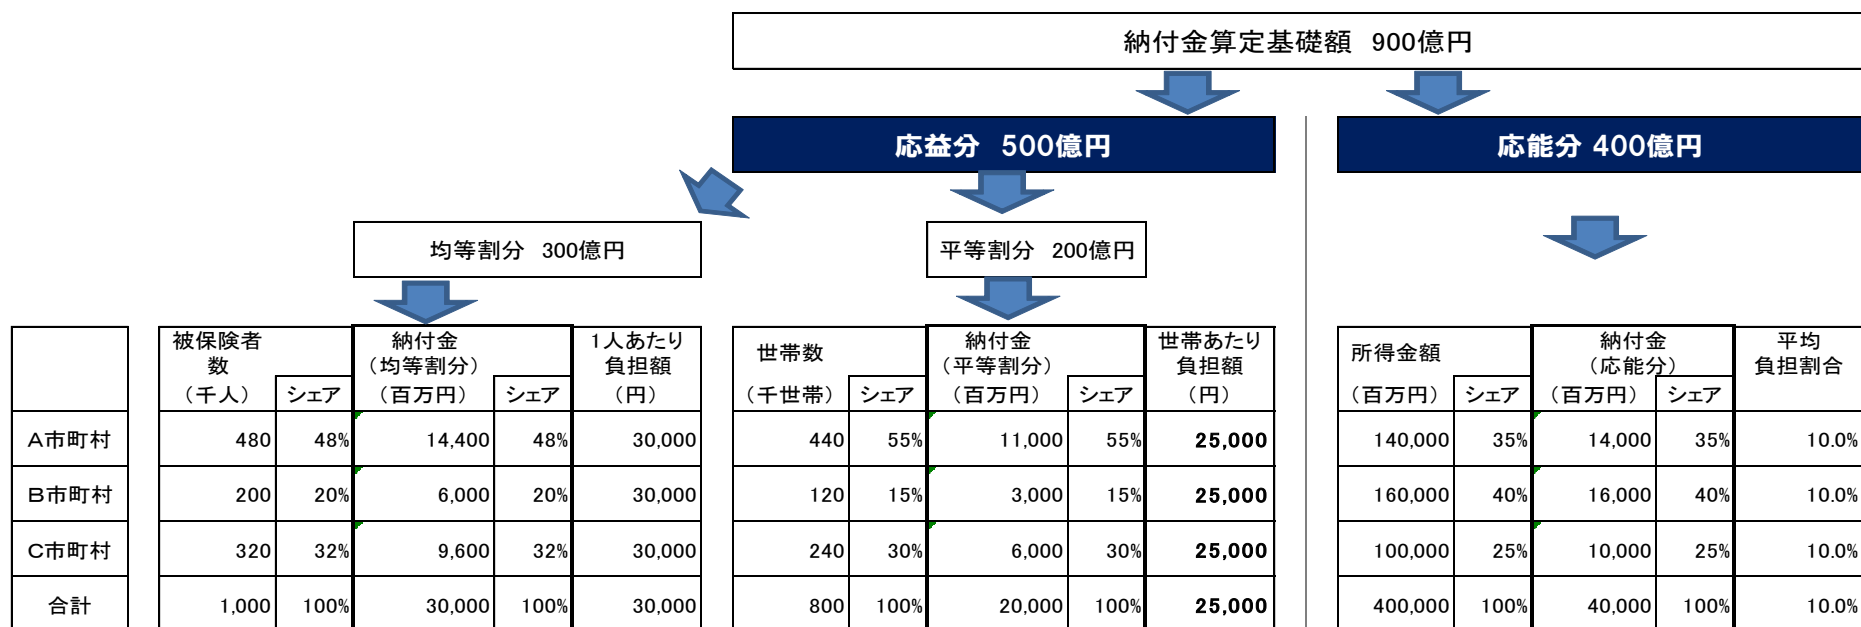 納付金算定基礎額　900億円
応益分　500億円
応能分 400億円
均等割分　300億円
平等割分　200億円
被保険者数（千人） シェア 納付金（均等割分）（百万円） シェア 1人あたり負担額（円） 世帯数（千世帯） シェア 納付金（平等割分）（百万円） シェア 世帯あたり負担額（円） 所得金額（百万円） シェア 納付金（応能分）（百万円） シェア 平均負担割合
A市町村 480 48% 14,400 48% 30,000 440 55% 11,000 55% 25,000 140,000 35% 14,000 35% 10.0%
B市町村 200 20% 6,000 20% 30,000 120 15% 3,000 15% 25,000 160,000 40% 16,000 40% 10.0%
C市町村 320 32% 9,600 32% 30,000 240 30% 6,000 30% 25,000 100,000 25% 10,000 25% 10.0%
合計 1,000 100% 30,000 100% 30,000 800 100% 20,000 100% 25,000 400,000 100% 40,000 100% 10.0%